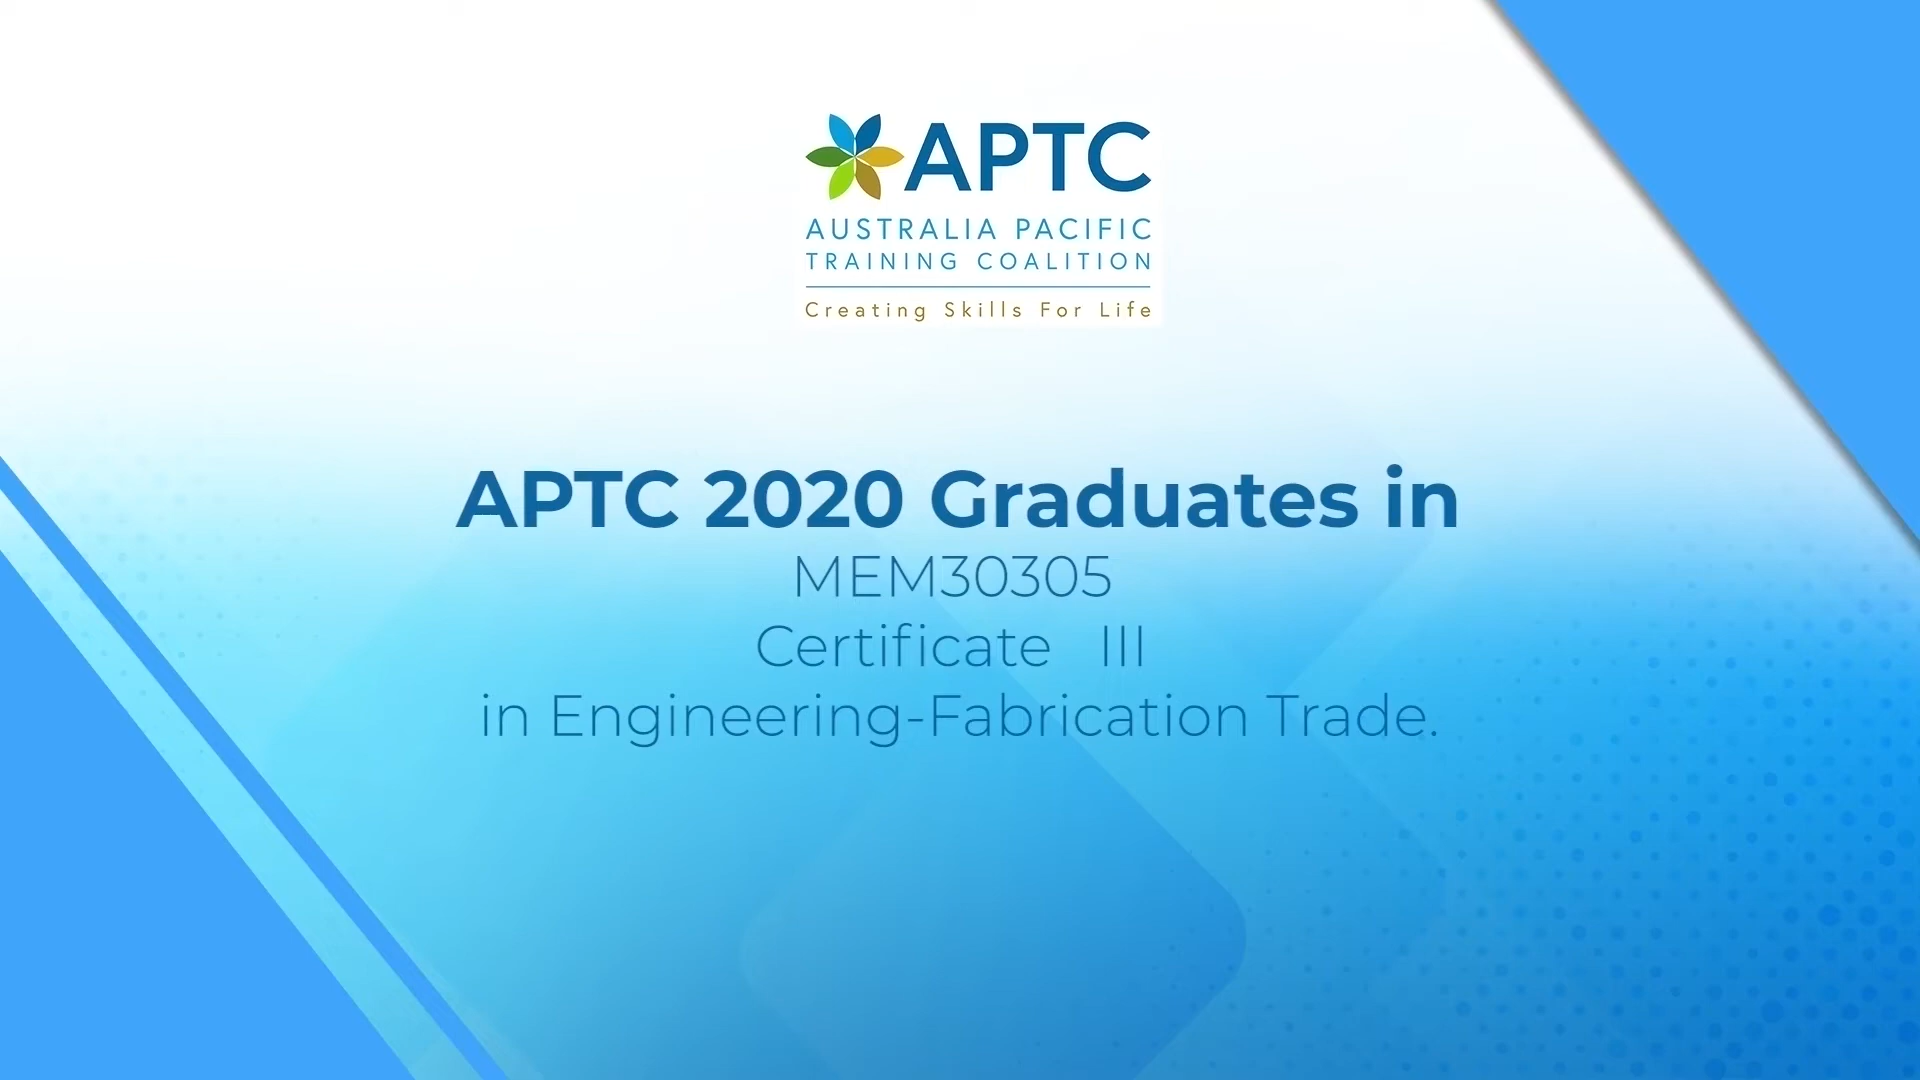 APTC
AUSTRALIA PACIFIC
TRAINING COALITION
Creating Skills For Life
APTC 2020 Graduates in
MEM30305
Certificate III
in Engineering-Fabrication Trade.